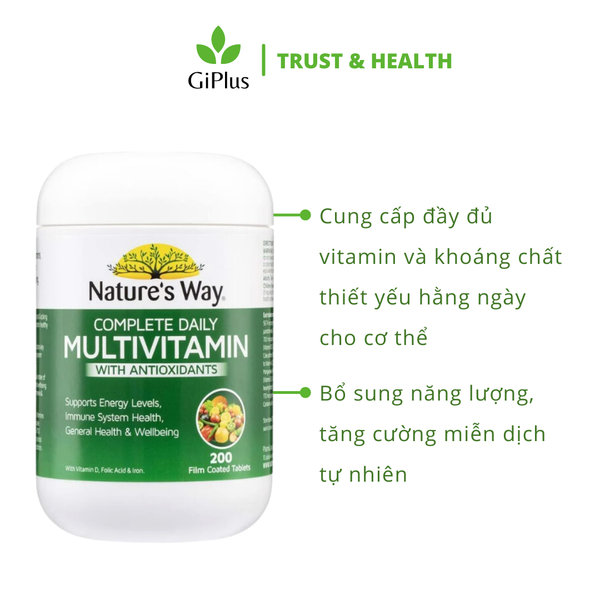 GiPlus
TRUST & HEALTH
Nature's Way
COMPLETE DAILY
MULTIVITAMIN
WITH ANTIOXIDANTS
Supports Energy Levels,
Immune System Health,
General Health & Wellbeing
200
Film Coated Tablets
With Vitamin D, Folic Acid & Iron.
Cung cấp đầy đủ
vitamin và khoáng chất
thiết yếu hằng ngày
cho cơ thể
Bổ sung năng lượng,
tăng cường miễn dịch
tự nhiên